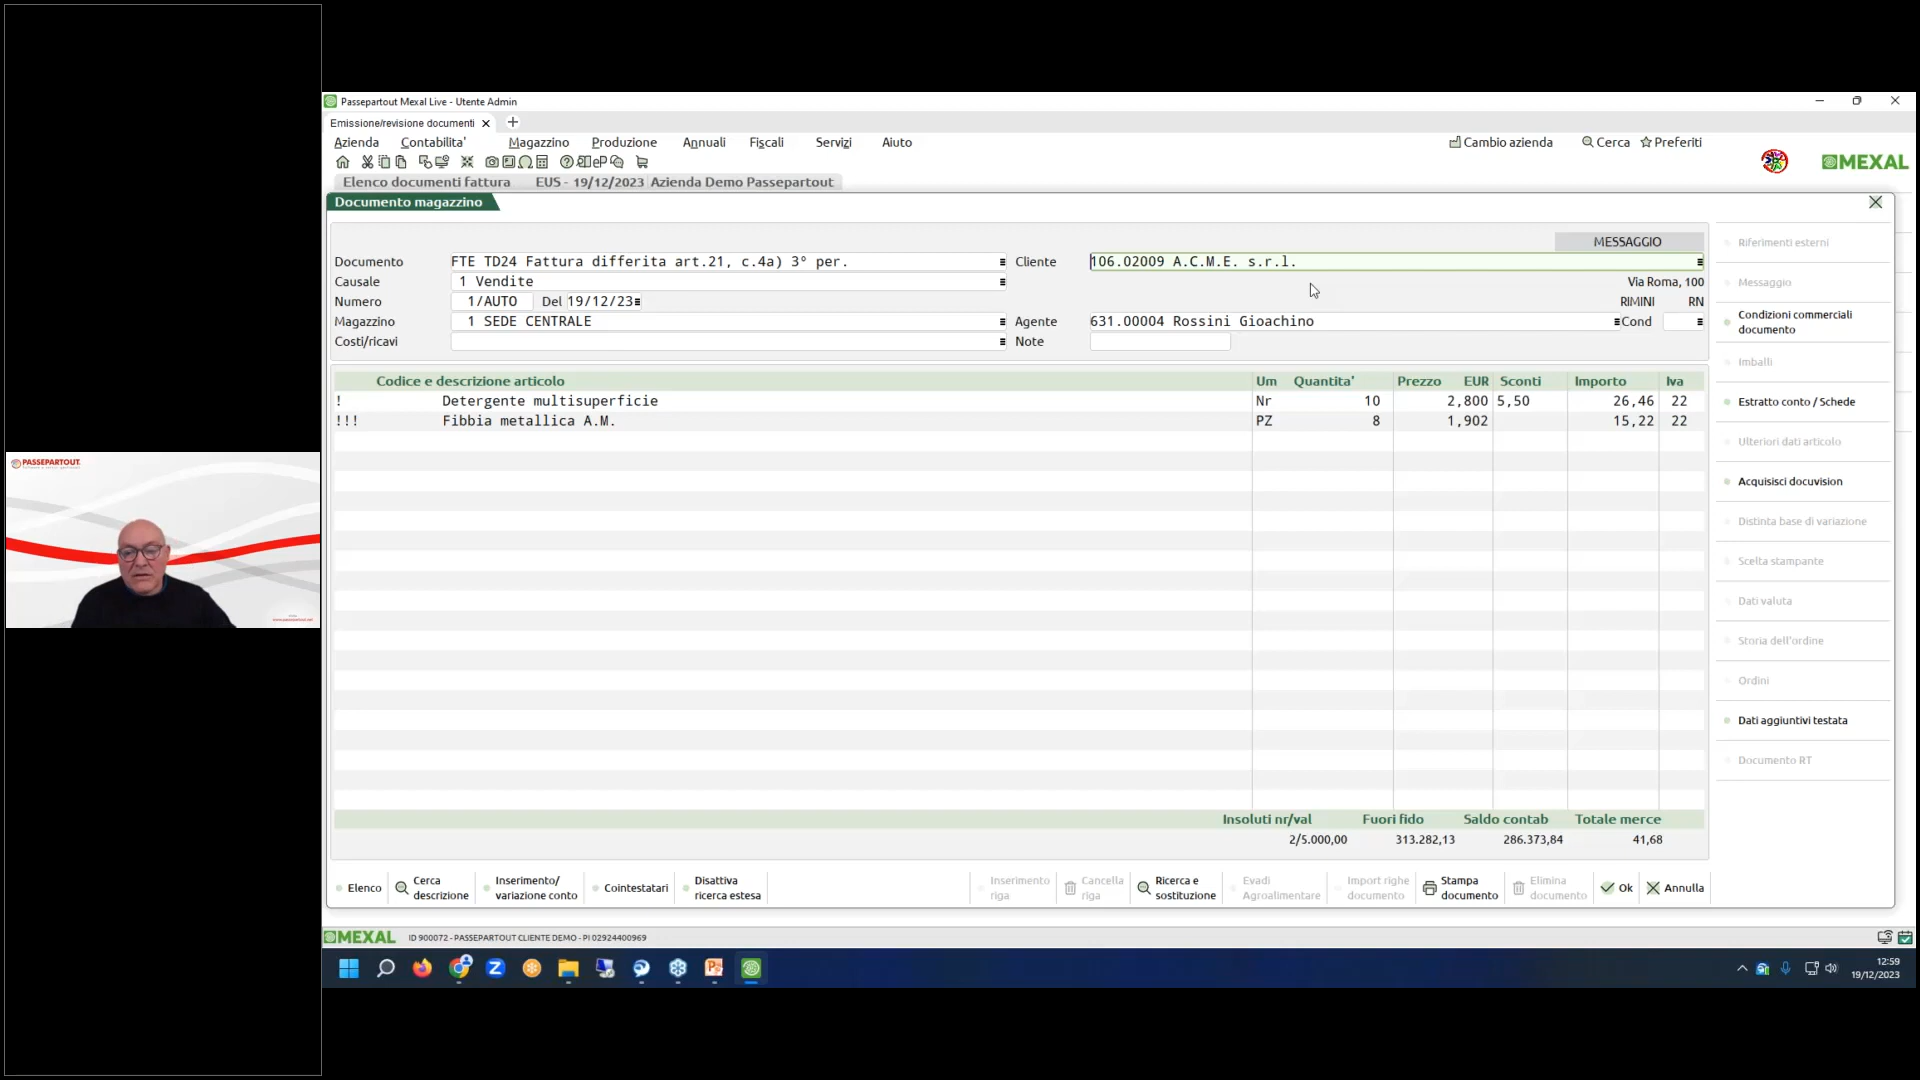 Passepartout Mexal Live - Utente Admin
Emissione/revisione documenti
Azienda Contabilita' Magazzino Produzione Annuali Fiscali Servizi Aiuto
Cambio azienda Cerca Preferiti
MEXAL
Elenco documenti fattura EUS - 19/12/2023 Azienda Demo Passepartout
Documento magazzino
MESSAGGIO
Documento FTE TD24 Fattura differita art.21, c.4a) 3° per. Cliente 106.02009 A.C.M.E. s.r.l.
Causale 1 Vendite Via Roma, 100
Numero 1/AUTO Del 19/12/23 RIMINI RN
Magazzino 1 SEDE CENTRALE Agente 631.00004 Rossini Gioachino Cond
Costi/ricavi Note
Codice e descrizione articolo Um Quantita' Prezzo EUR Sconti Importo Iva
! Detergente multisuperficie Nr 10 2,800 5,50 26,46 22
!!! Fibbia metallica A.M. PZ 8 1,902 15,22 22
Insoluti nr/val Fuori fido Saldo contab Totale merce
2/5.000,00 313.282,13 286.373,84 41,68
Riferimenti esterni
Messaggio
Condizioni commerciali
documento
Imballi
Estratto conto / Schede
Ulteriori dati articolo
Acquisisci docuvision
Distinta base di variazione
Scelta stampante
Dati valuta
Storia dell'ordine
Ordini
Dati aggiuntivi testata
Documento RT
Elenco
Cerca
descrizione
Inserimento/
variazione conto
Cointestatari
Disattiva
ricerca estesa
Inserimento
riga
Cancella
riga
Ricerca e
sostituzione
Evadi
Agroalimentare
Import righe
documento
Stampa
documento
Elimina
documento
Ok
Annulla
MEXAL ID 900072 - PASSEPARTOUT CLIENTE DEMO - PI 02924400969
12:59
19/12/2023
PASSEPARTOUT